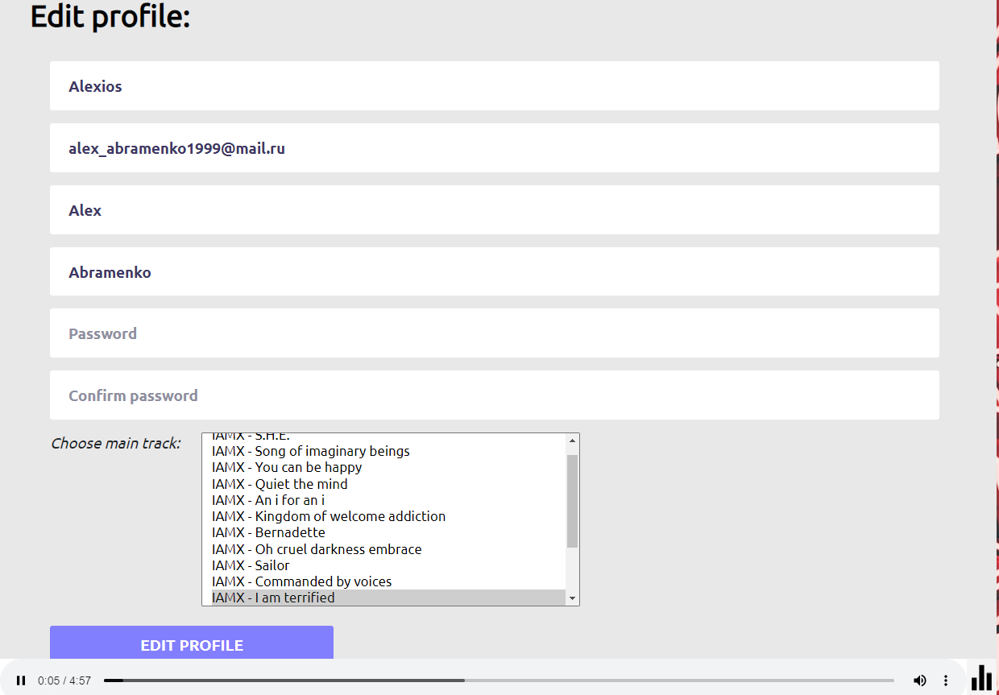 Edit profile:
Alexios
alex_abramenko1999@mail.ru
Alex
Abramenko
Password
Confirm password
Choose main track:
IAMX - S.H.E.
IAMX - Song of imaginary beings
IAMX - You can be happy
IAMX - Quiet the mind
IAMX - An i for an i
IAMX - Kingdom of welcome addiction
IAMX - Bernadette
IAMX - Oh cruel darkness embrace
IAMX - Sailor
IAMX - Commanded by voices
IAMX - I am terrified
EDIT PROFILE
0:05 / 4:57